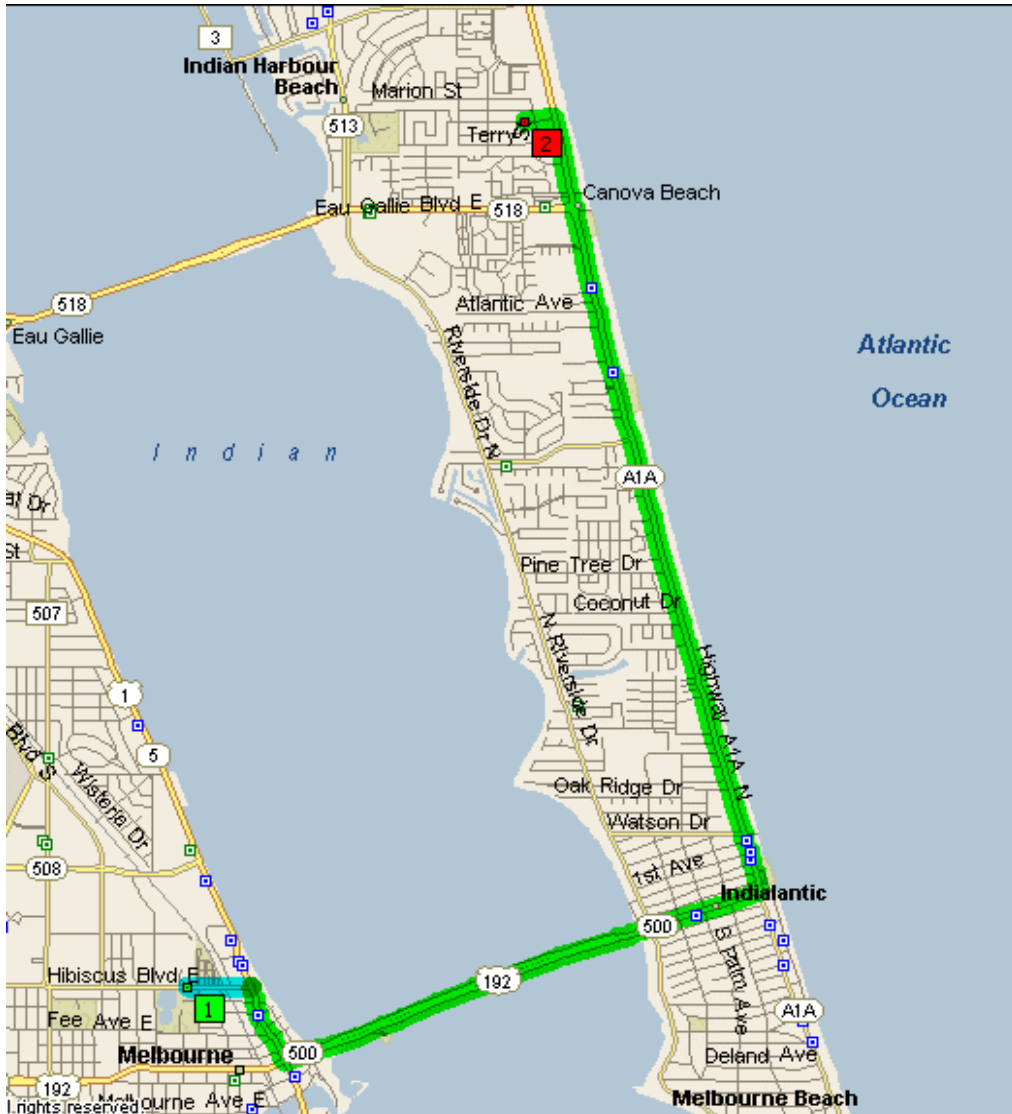 3
Indian Harbour
Beach
Marion St
513
Terry
S
2
Canova Beach
Eau Gallie Blvd E
518
518
Atlantic Ave
Eau Gallie
Atlantic
Ocean
Riverside Dr N
Indian
A1A
al Dr
St
Pine Tree Dr
507
Coconut Dr
N Riverside Dr
Highway A1A N
1
5
Blvd S
Wisteria Dr
Oak Ridge Dr
Watson Dr
508
1st Ave
Indialantic
500
S Palm Ave
Hibiscus Blvd E
192
1
Fee Ave E
A1A
500
Melbourne
Deland Ave
192
Melbourne Ave E
Melbourne Beach
l rights reserved